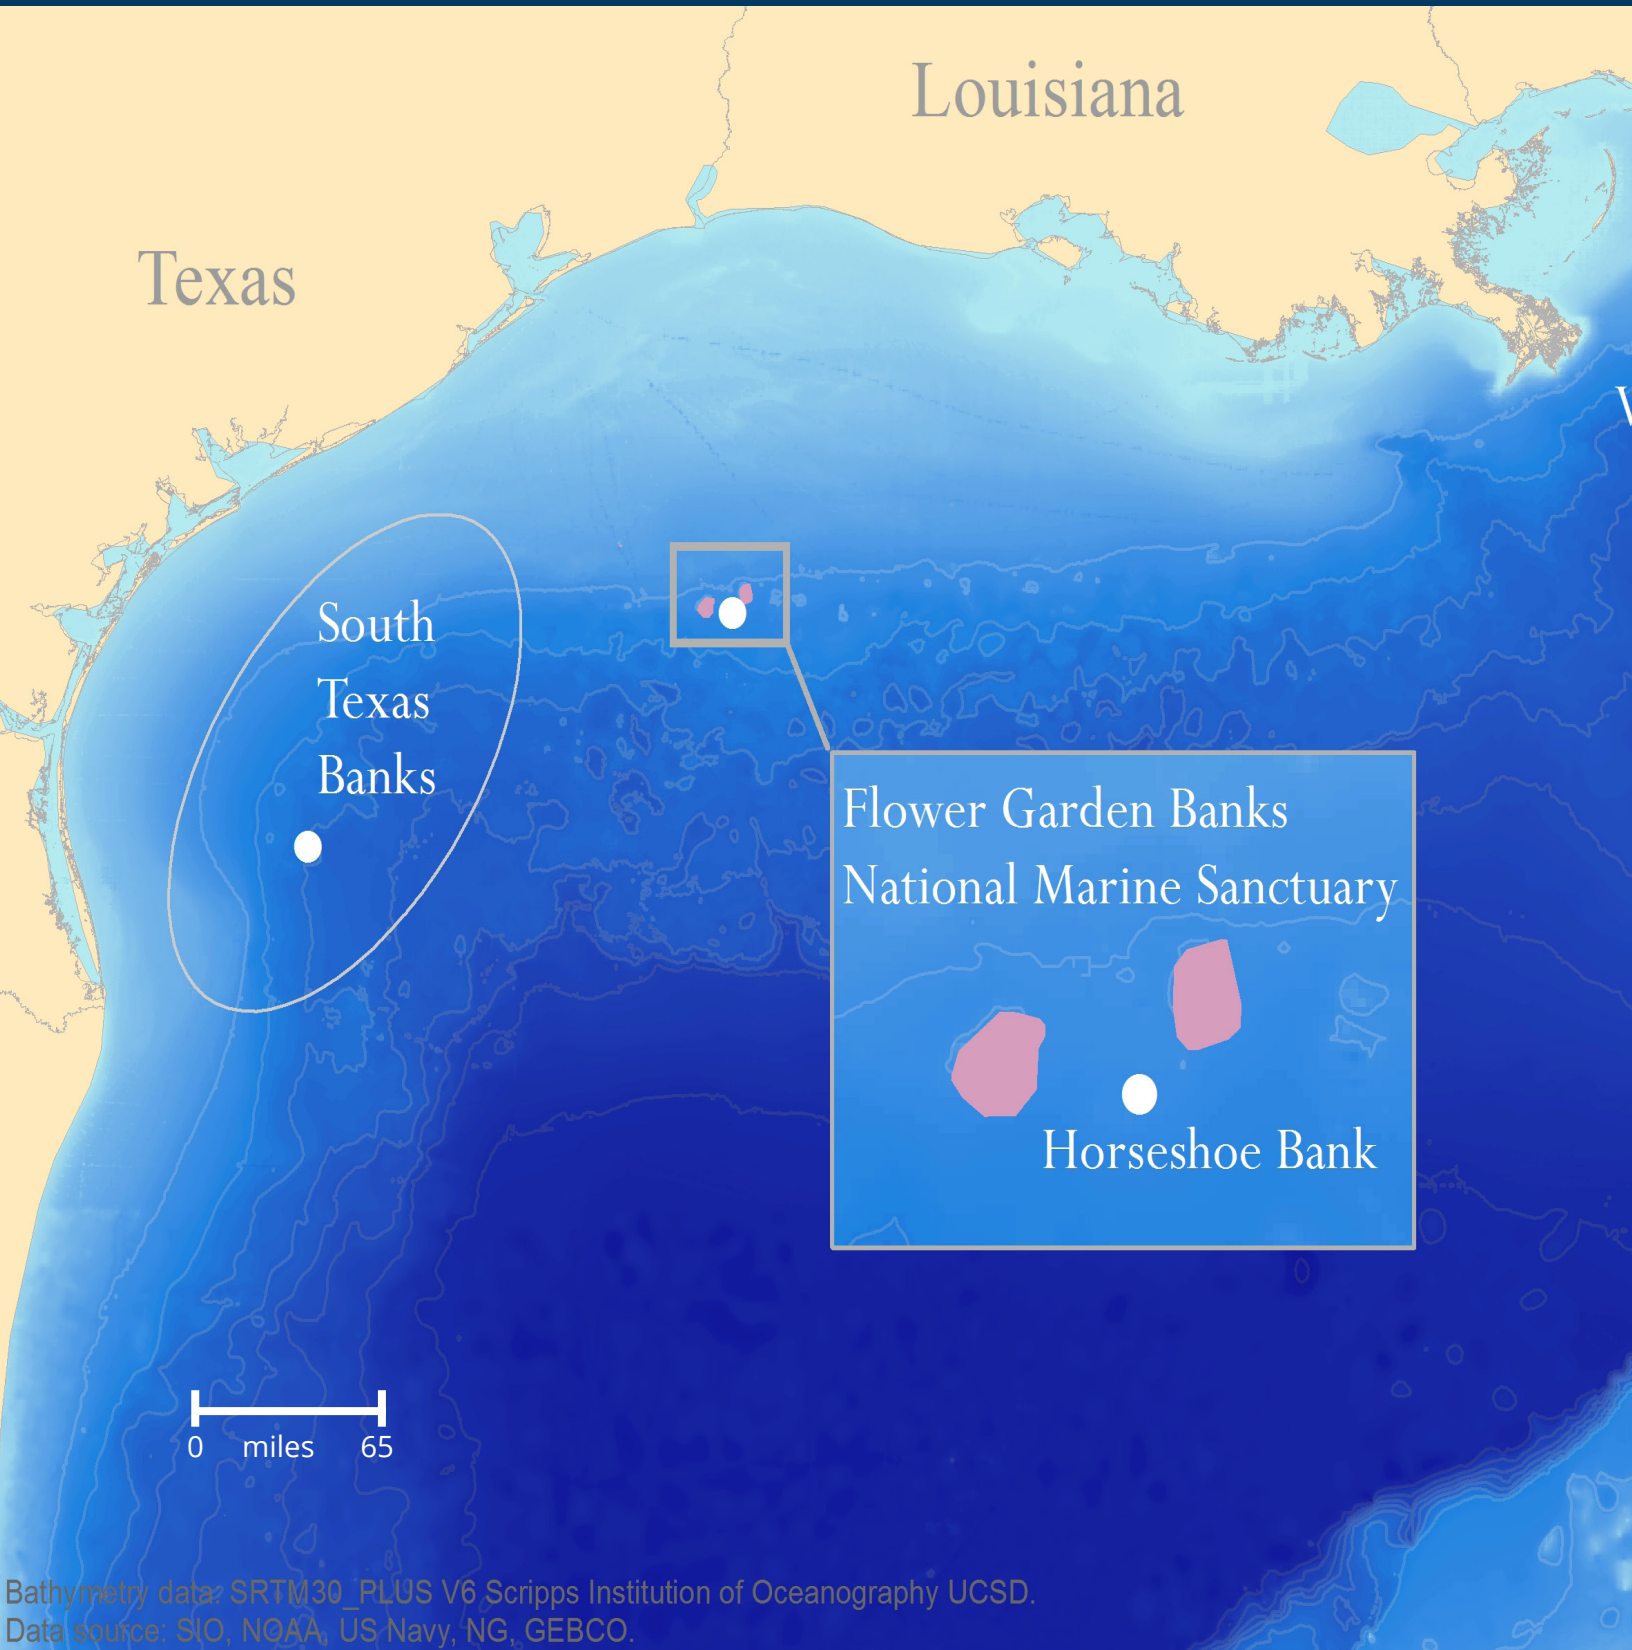 Louisiana
Texas
South
Texas
Banks
Flower Garden Banks
National Marine Sanctuary
Horseshoe Bank
0 miles 65
Bathymetry data: SRTM30_PLUS V6 Scripps Institution of Oceanography UCSD.
Data source: SIO, NOAA, US Navy, NG, GEBCO.